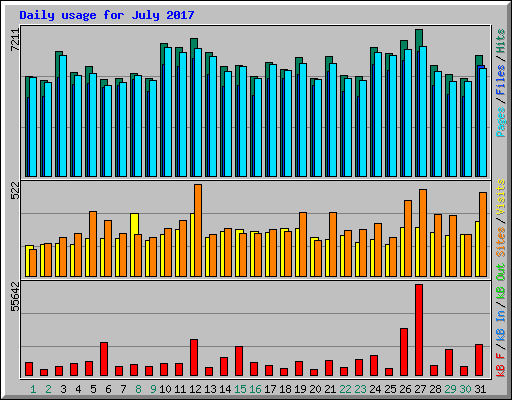 Daily usage for July 2017
7211
Pages / Files / Hits
522
Sites / Visits
55642
kB F / kB In / kB Out
1 2 3 4 5 6 7 8 9 10 11 12 13 14 15 16 17 18 19 20 21 22 23 24 25 26 27 28 29 30 31